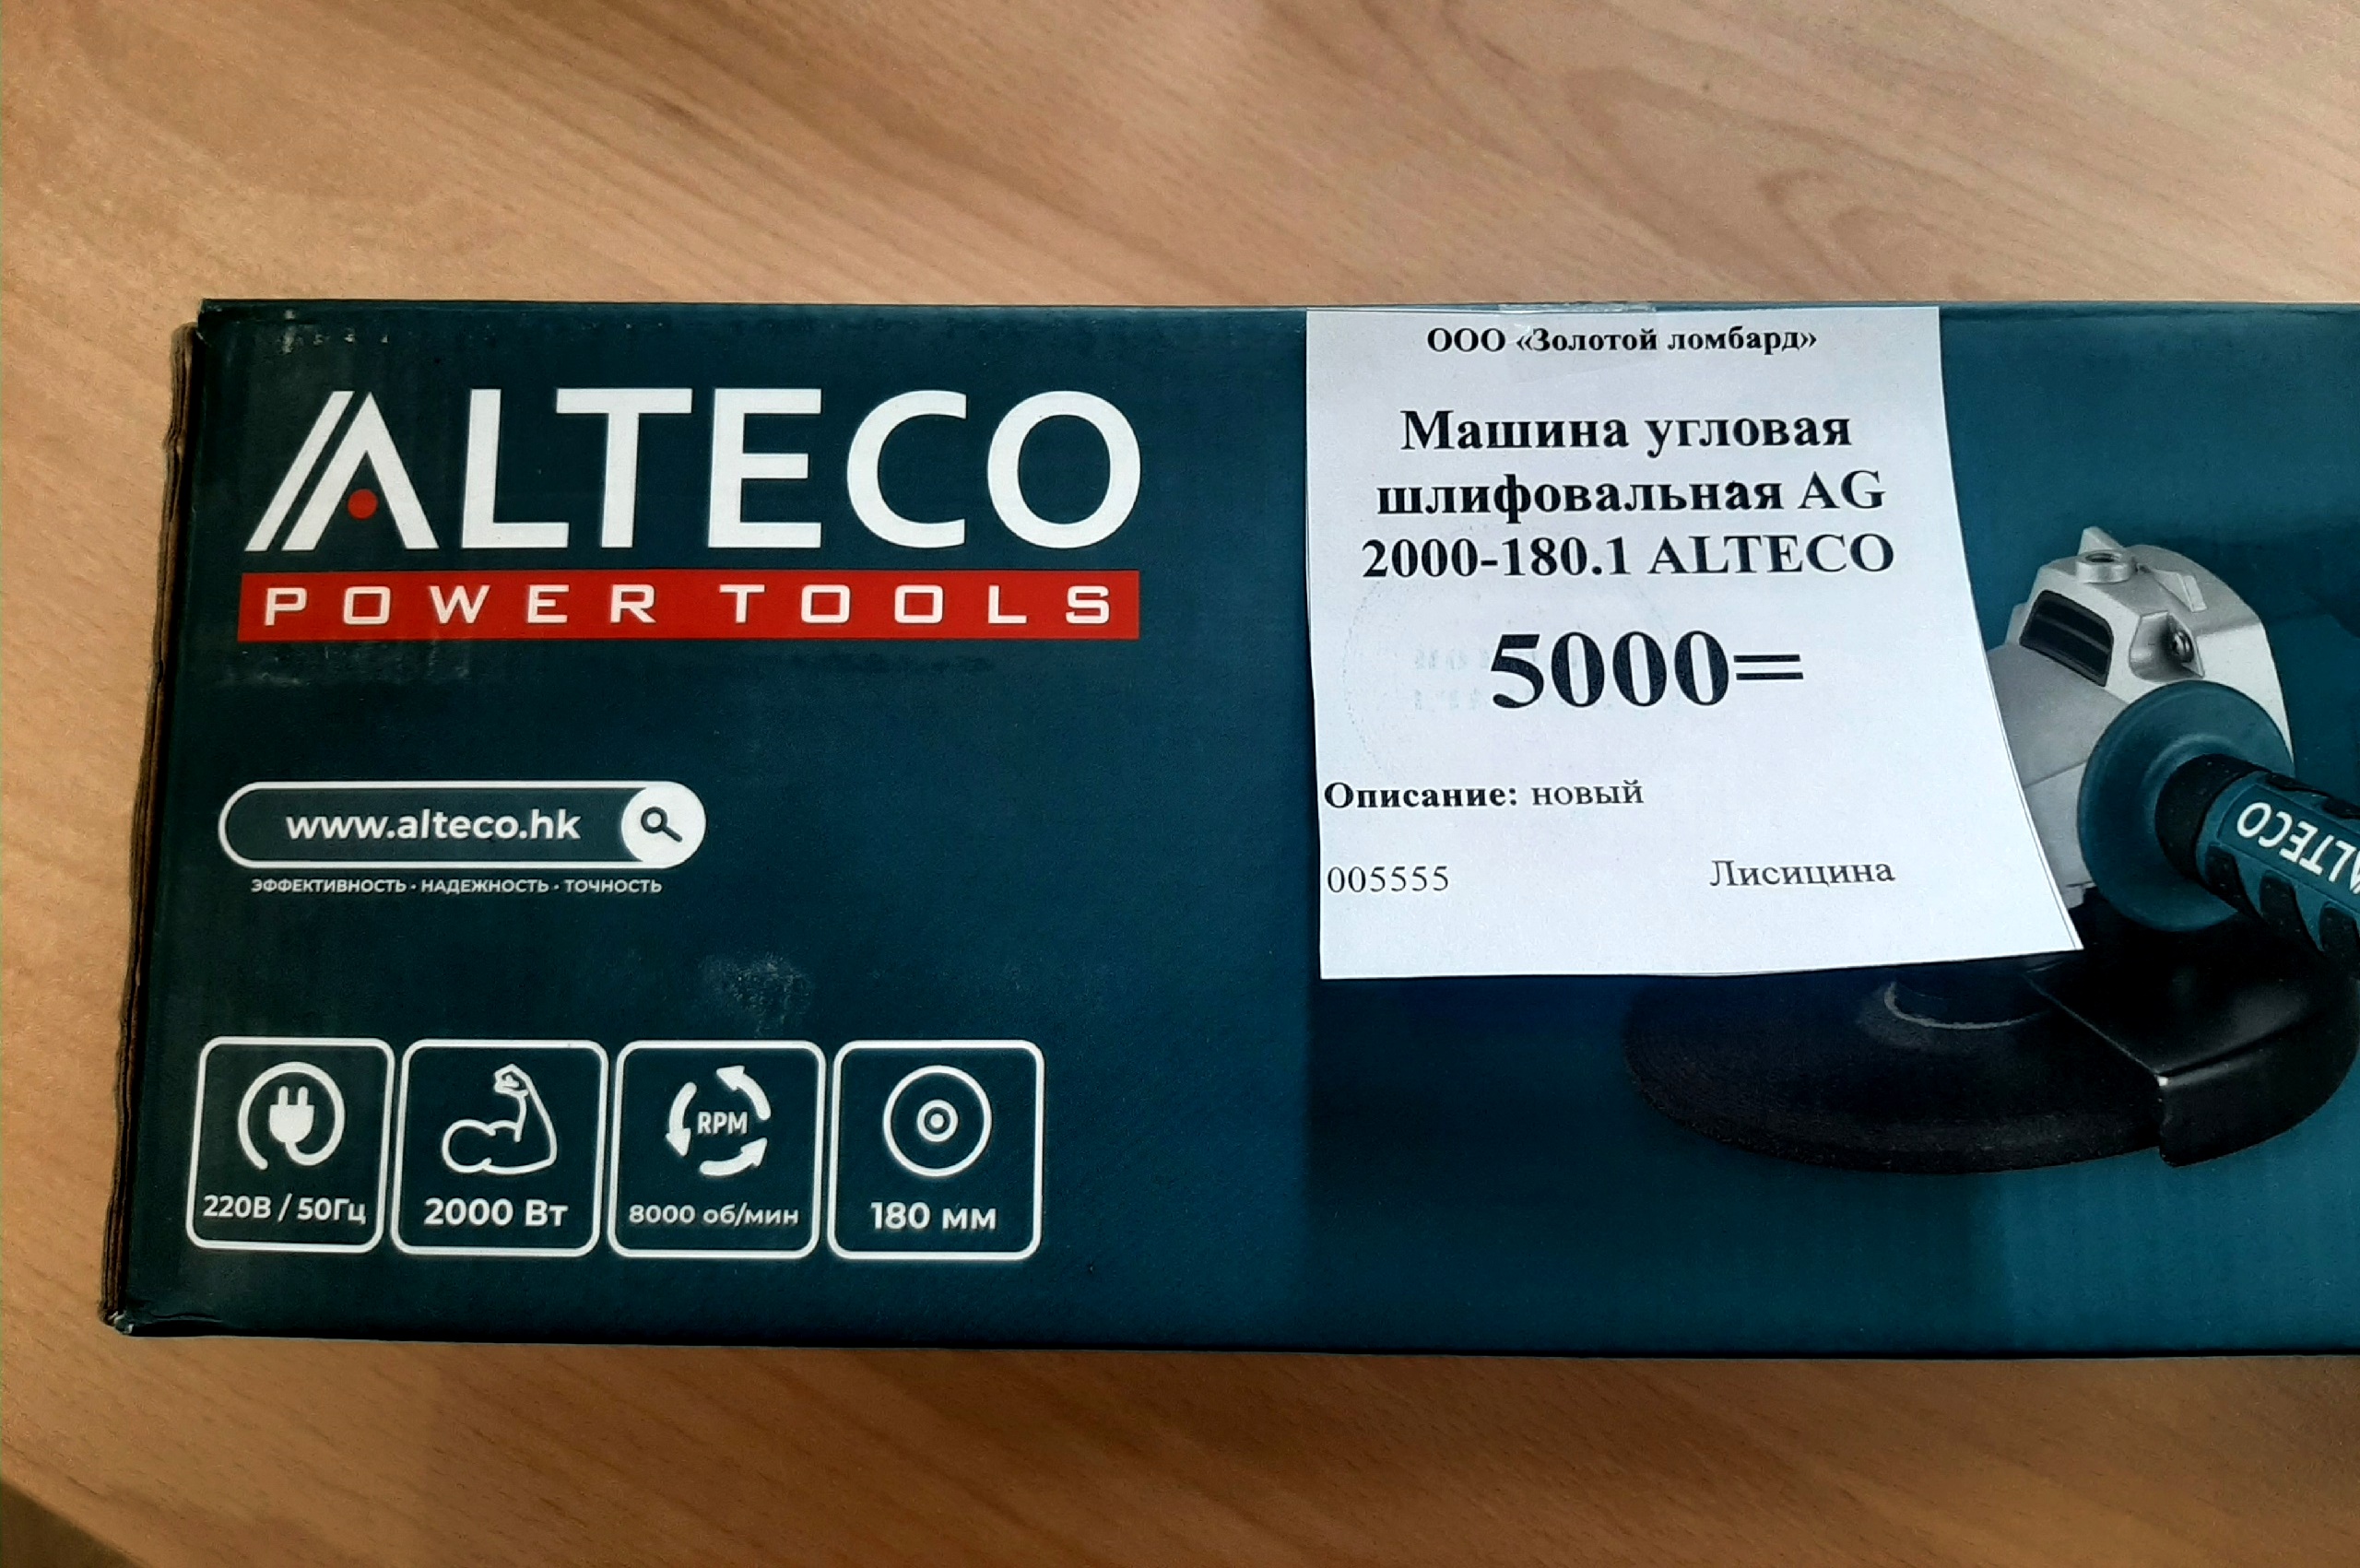 ALTECO
POWER TOOLS
www.alteco.hk
ЭФФЕКТИВНОСТЬ · НАДЕЖНОСТЬ · ТОЧНОСТЬ
220В / 50Гц
2000 Вт
RPM
8000 об/мин
180 мм
ООО «Золотой ломбард»
Машина угловая
шлифовальная AG
2000-180.1 ALTECO
5000=
Описание: новый
005555 Лисицина
ALTECO